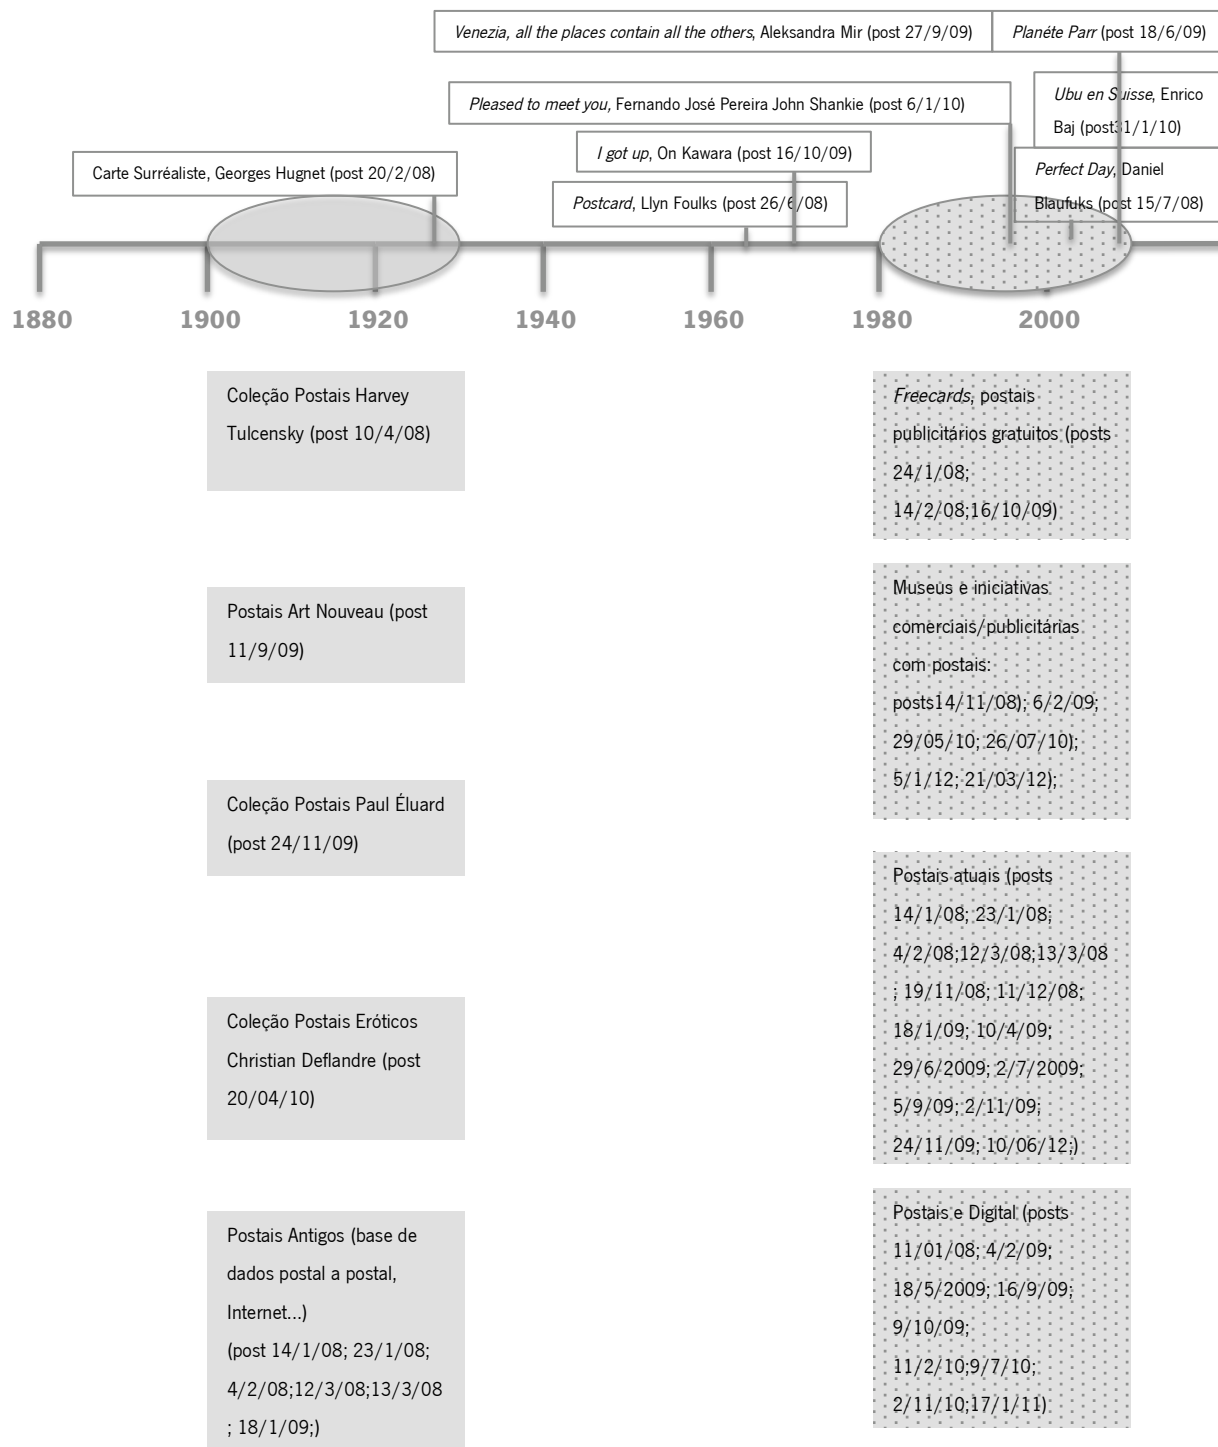 Venezia, all the places contain all the others, Aleksandra Mir (post 27/9/09)
Planéte Parr (post 18/6/09)
Pleased to meet you, Fernando José Pereira John Shankie (post 6/1/10)
Ubu en Suisse, Enrico
Baj (post31/1/10)
I got up, On Kawara (post 16/10/09)
Carte Surréaliste, Georges Hugnet (post 20/2/08)
Perfect Day, Daniel
Blaufuks (post 15/7/08)
Postcard, Llyn Foulks (post 26/6/08)
1880
1900
1920
1940
1960
1980
2000
Coleção Postais Harvey
Tulcensky (post 10/4/08)
Postais Art Nouveau (post
11/9/09)
Coleção Postais Paul Éluard
(post 24/11/09)
Coleção Postais Eróticos
Christian Deflandre (post
20/04/10)
Postais Antigos (base de
dados postal a postal,
Internet...)
(post 14/1/08; 23/1/08;
4/2/08;12/3/08;13/3/08
; 18/1/09;)
Freecards, postais
publicitários gratuitos (posts
24/1/08;
14/2/08;16/10/09)
Museus e iniciativas
comerciais/publicitárias
com postais:
posts14/11/08); 6/2/09;
29/05/10; 26/07/10);
5/1/12; 21/03/12);
Postais atuais (posts
14/1/08; 23/1/08;
4/2/08;12/3/08;13/3/08
; 19/11/08; 11/12/08;
18/1/09; 10/4/09;
29/6/2009; 2/7/2009;
5/9/09; 2/11/09;
24/11/09; 10/06/12;)
Postais e Digital (posts
11/01/08; 4/2/09;
18/5/2009; 16/9/09;
9/10/09;
11/2/10;9/7/10;
2/11/10;17/1/11)